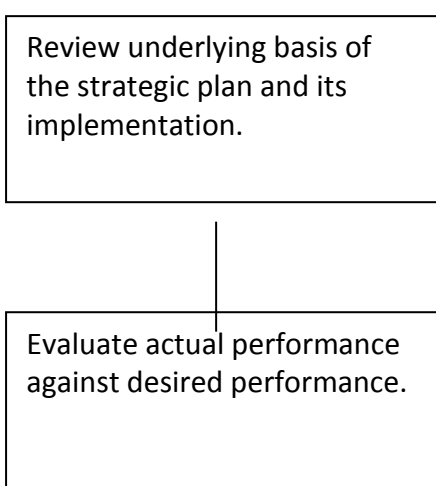 Review underlying basis of
the strategic plan and its
implementation.
Evaluate actual performance
against desired performance.